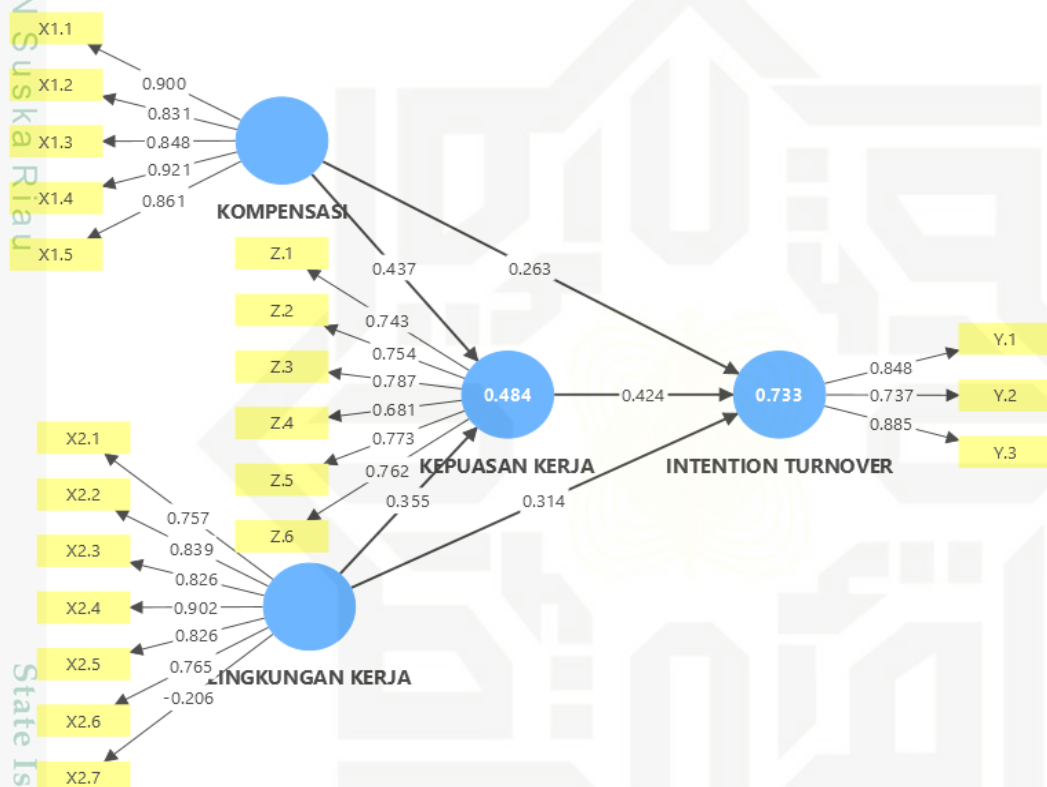 N Suska Riau
State Is
X1.1
X1.2
X1.3
X1.4
X1.5
0.900
0.831
0.848
0.921
0.861
KOMPENSASI
0.437
0.263
Z.1
Z.2
Z.3
Z.4
Z.5
Z.6
0.743
0.754
0.787
0.681
0.773
0.762
0.484
KEPUASAN KERJA
0.424
0.733
INTENTION TURNOVER
0.848
0.737
0.885
Y.1
Y.2
Y.3
0.355
0.314
X2.1
X2.2
X2.3
X2.4
X2.5
X2.6
X2.7
0.757
0.839
0.826
0.902
0.826
0.765
-0.206
LINGKUNGAN KERJA